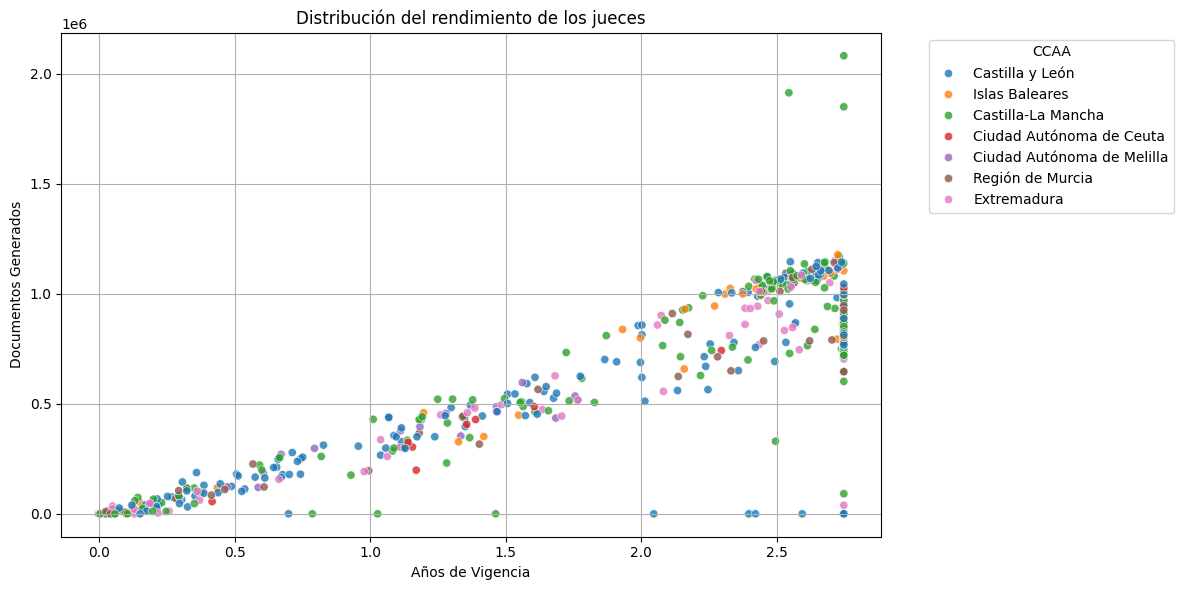 Distribución del rendimiento de los jueces
1e6
2.0
1.5
1.0
0.5
0.0
Documentos Generados
0.0 0.5 1.0 1.5 2.0 2.5
Años de Vigencia
CCAA
Castilla y León
Islas Baleares
Castilla-La Mancha
Ciudad Autónoma de Ceuta
Ciudad Autónoma de Melilla
Región de Murcia
Extremadura